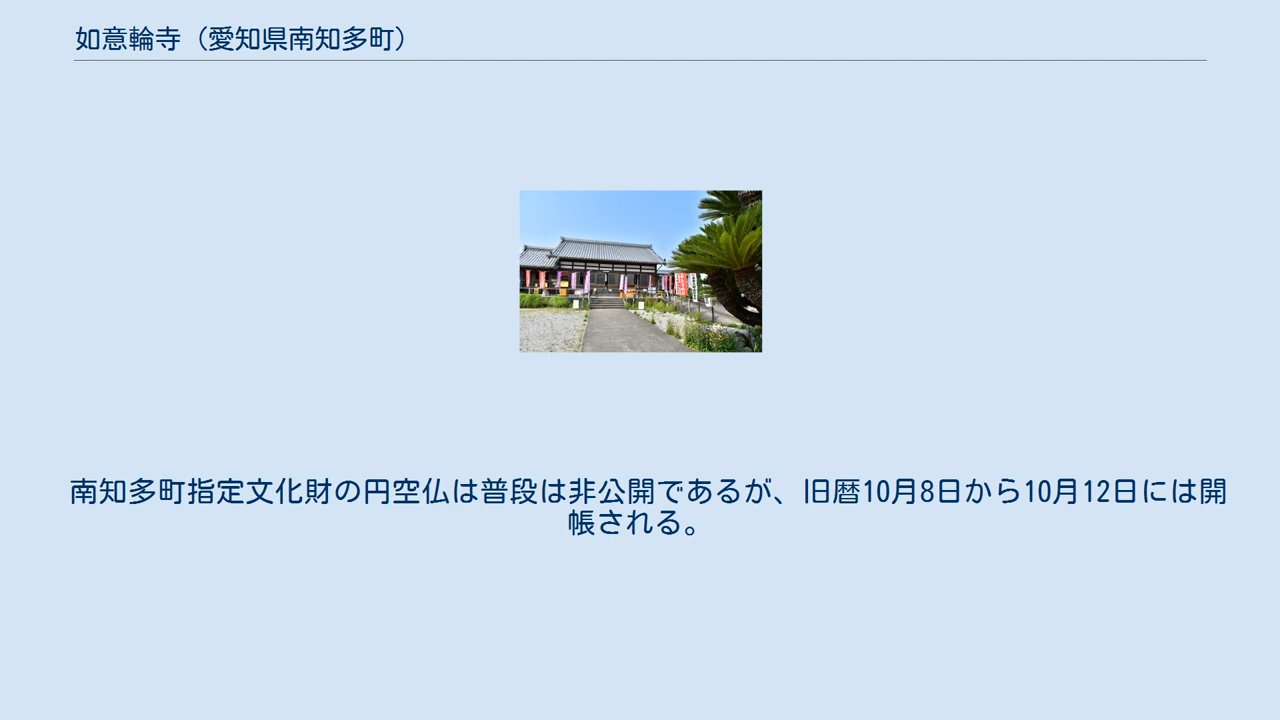 如意輪寺（愛知県南知多町）
南知多町指定文化財の円空仏は普段は非公開であるが、旧暦10月8日から10月12日には開
帳される。